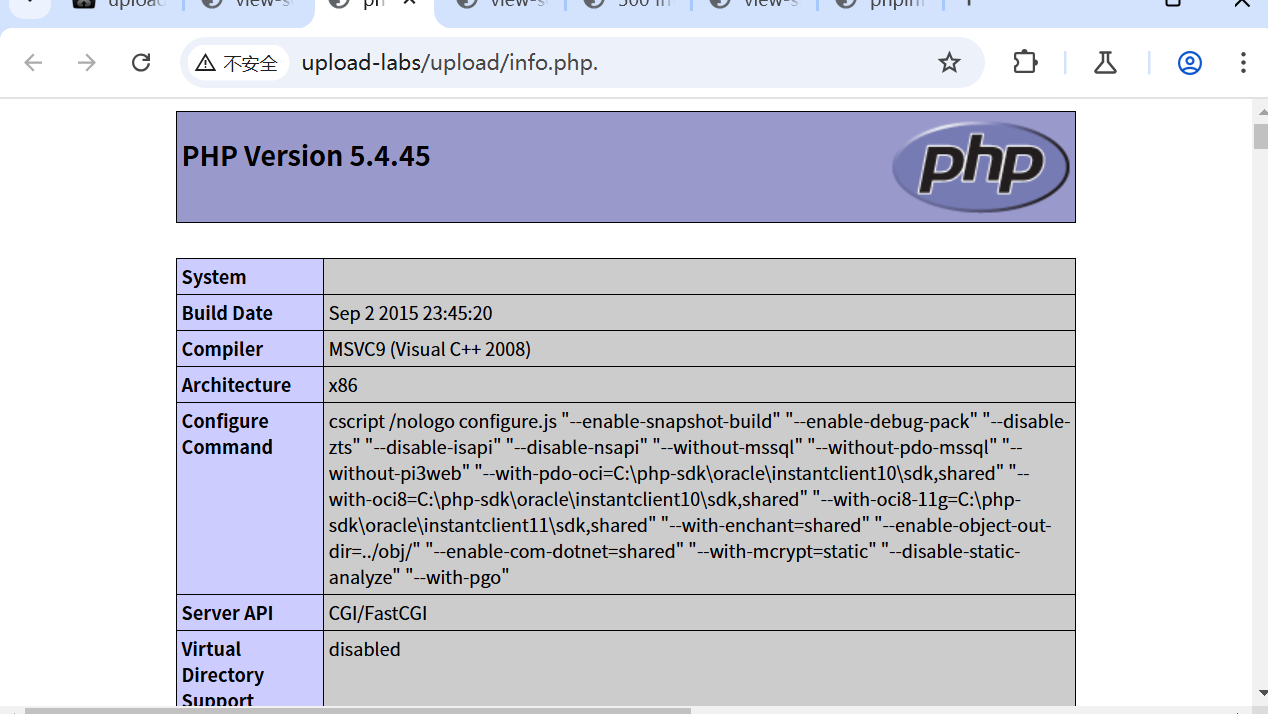 upload
view-s
ph
view-s
500 In
view-s
phpin
不安全
upload-labs/upload/info.php.
PHP Version 5.4.45
php
System
Build Date
Sep 2 2015 23:45:20
Compiler
MSVC9 (Visual C++ 2008)
Architecture
x86
Configure
Command
cscript /nologo configure.js "--enable-snapshot-build" "--enable-debug-pack" "--disable-
zts" "--disable-isapi" "--disable-nsapi" "--without-mssql" "--without-pdo-mssql" "--
without-pi3web" "--with-pdo-oci=C:\php-sdk\oracle\instantclient10\sdk,shared" "--
with-oci8=C:\php-sdk\oracle\instantclient10\sdk,shared" "--with-oci8-11g=C:\php-
sdk\oracle\instantclient11\sdk,shared" "--with-enchant=shared" "--enable-object-out-
dir=../obj/" "--enable-com-dotnet=shared" "--with-mcrypt=static" "--disable-static-
analyze" "--with-pgo"
Server API
CGI/FastCGI
Virtual
Directory
Support
disabled